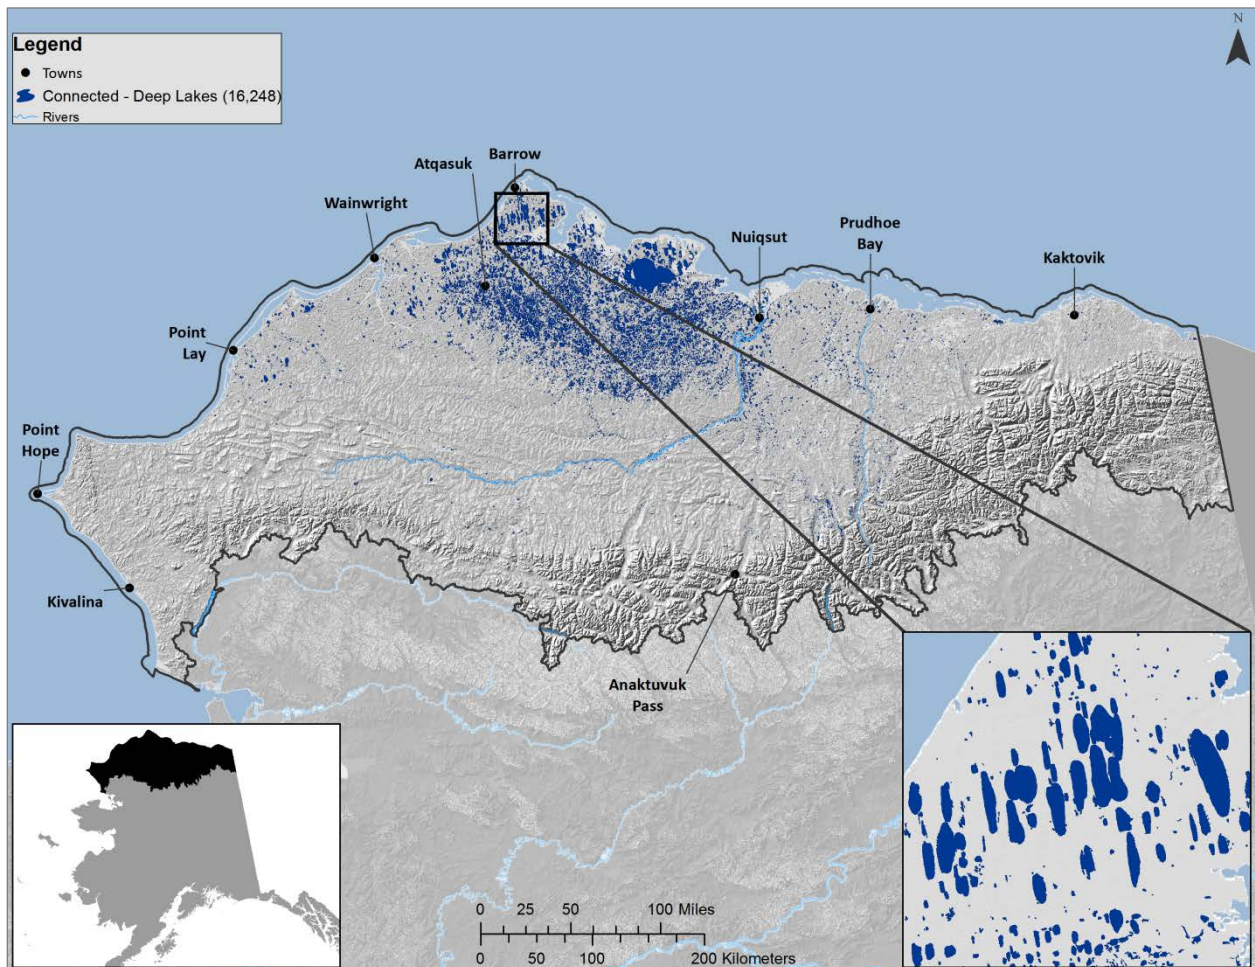 N
Legend
Towns
Connected - Deep Lakes (16,248)
Rivers
Barrow
Atqasuk
Wainwright
Nuiqsut
Prudhoe
Bay
Kaktovik
Point
Lay
Point
Hope
Kivalina
Anaktuvuk
Pass
0 25 50 100 Miles
0 50 100 200 Kilometers